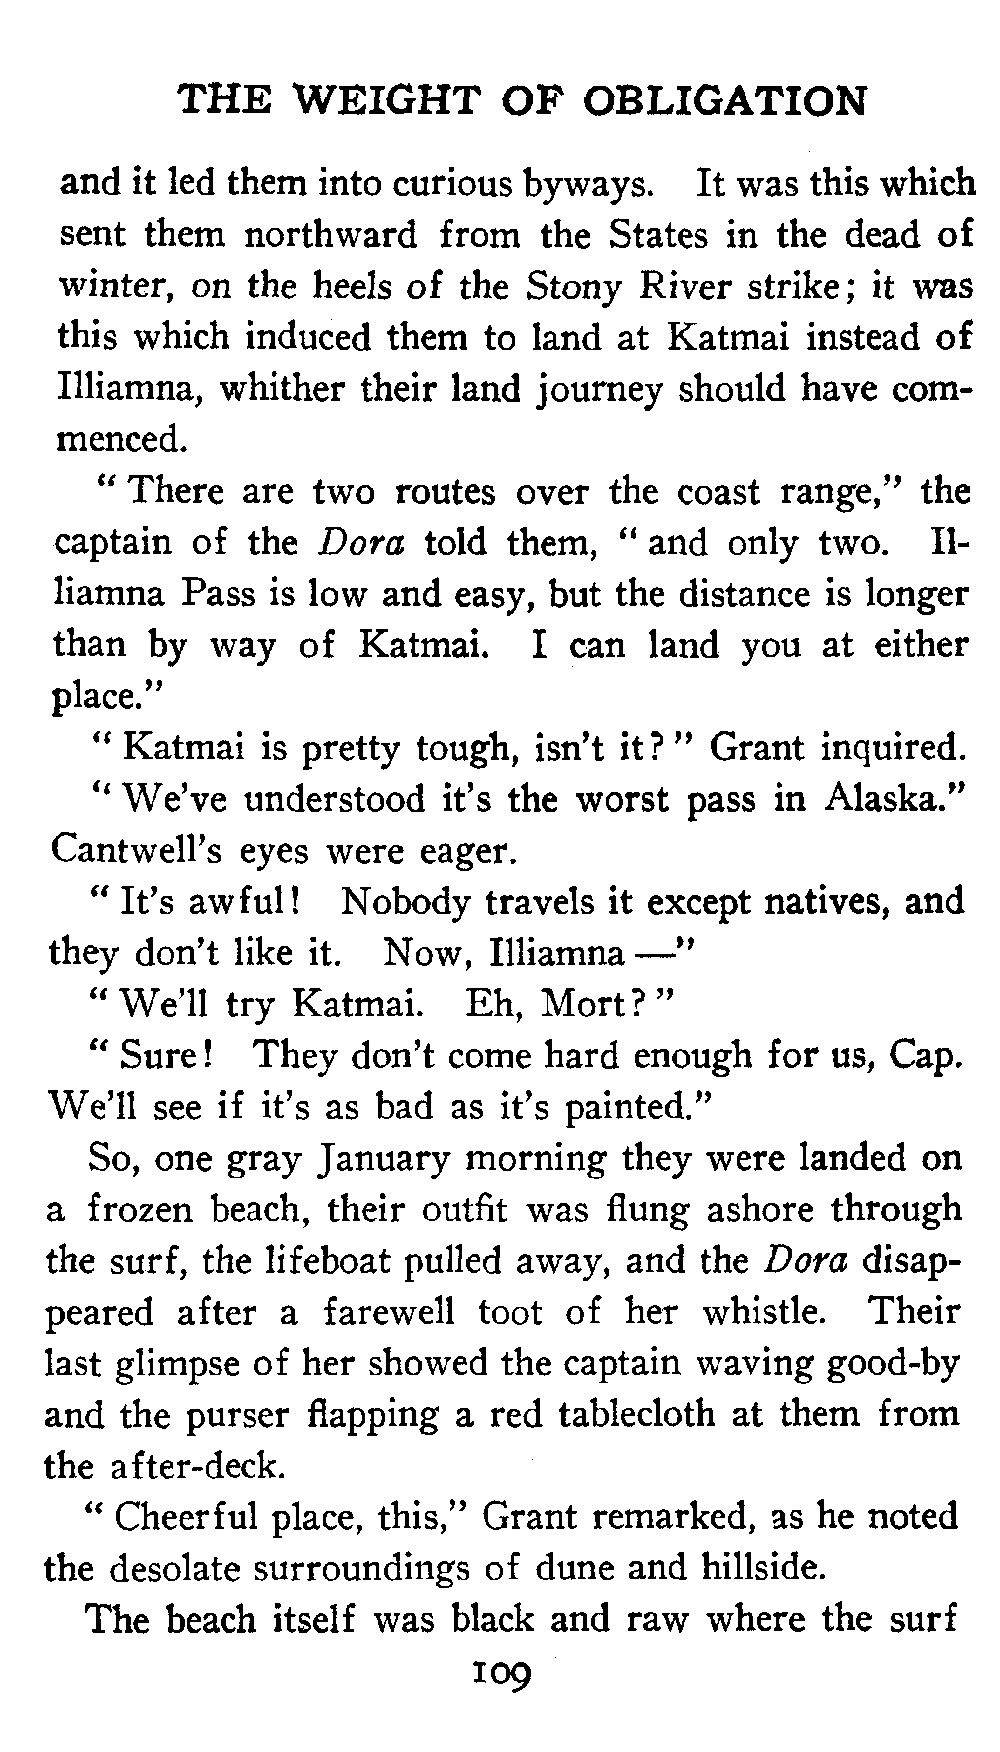 THE WEIGHT OF OBLIGATION
and it led them into curious byways. It was this which
sent them northward from the States in the dead of
winter, on the heels of the Stony River strike; it was
this which induced them to land at Katmai instead of
Illiamna, whither their land journey should have com-
menced.
" There are two routes over the coast range," the
captain of the Dora told them, " and only two. Il-
liamna Pass is low and easy, but the distance is longer
than by way of Katmai. I can land you at either
place."
" Katmai is pretty tough, isn't it? " Grant inquired.
" We've understood it's the worst pass in Alaska."
Cantwell's eyes were eager.
" It's awful! Nobody travels it except natives, and
they don't like it. Now, Illiamna —"
" We'll try Katmai. Eh, Mort? "
" Sure! They don't come hard enough for us, Cap.
We'll see if it's as bad as it's painted."
So, one gray January morning they were landed on
a frozen beach, their outfit was flung ashore through
the surf, the lifeboat pulled away, and the Dora disap-
peared after a farewell toot of her whistle. Their
last glimpse of her showed the captain waving good-by
and the purser flapping a red tablecloth at them from
the after-deck.
" Cheerful place, this," Grant remarked, as he noted
the desolate surroundings of dune and hillside.
The beach itself was black and raw where the surf
109